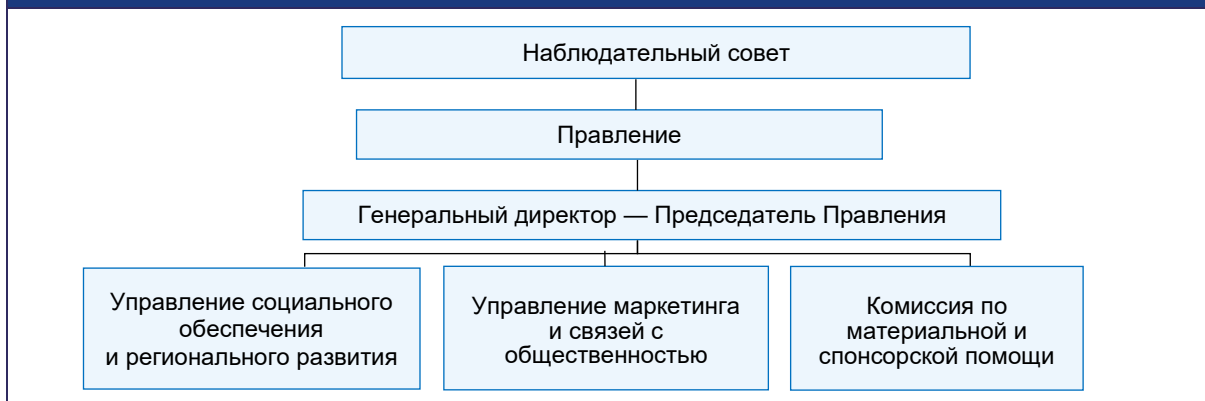 Наблюдательный совет
Правление
Генеральный директор — Председатель Правления
Управление социального
обеспечения
и регионального развития
Управление маркетинга
и связей с
общественностью
Комиссия по
материальной и
спонсорской помощи